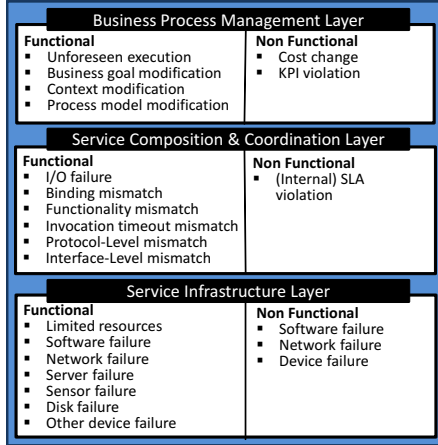 Business Process Management Layer
Functional
▪ Unforeseen execution
▪ Business goal modification
▪ Context modification
▪ Process model modification
Non Functional
▪ Cost change
▪ KPI violation
Service Composition & Coordination Layer
Functional
▪ I/O failure
▪ Binding mismatch
▪ Functionality mismatch
▪ Invocation timeout mismatch
▪ Protocol-Level mismatch
▪ Interface-Level mismatch
Non Functional
▪ (Internal) SLA
violation
Service Infrastructure Layer
Functional
▪ Limited resources
▪ Software failure
▪ Network failure
▪ Server failure
▪ Sensor failure
▪ Disk failure
▪ Other device failure
Non Functional
▪ Software failure
▪ Network failure
▪ Device failure